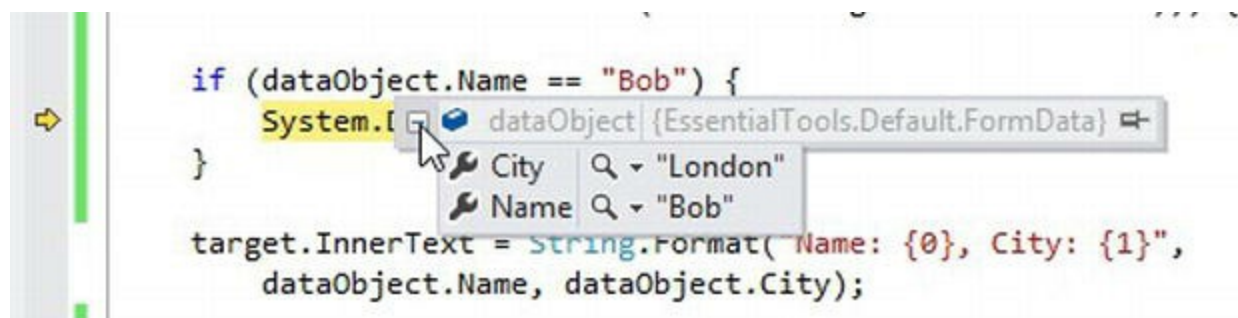 if (dataObject.Name == "Bob") {
System. dataObject {EssentialTools.Default.FormData}
City "London"
}
Name "Bob"
target.InnerText = String.Format("Name: {0}, City: {1}",
dataObject.Name, dataObject.City);